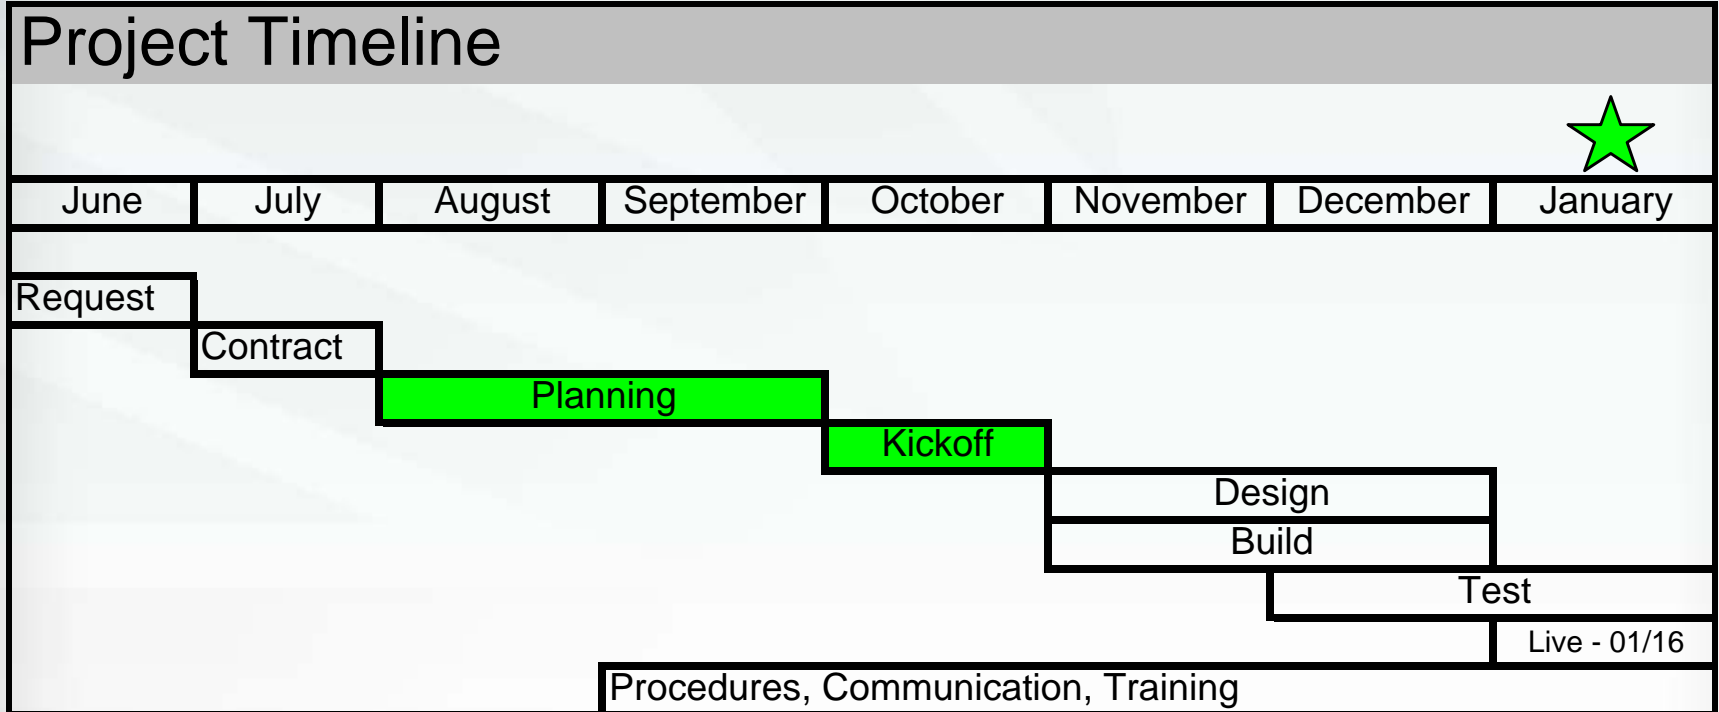 Project Timeline
June July August September October November December January
Request
Contract
Planning
Kickoff
Design
Build
Test
Live - 01/16
Procedures, Communication, Training